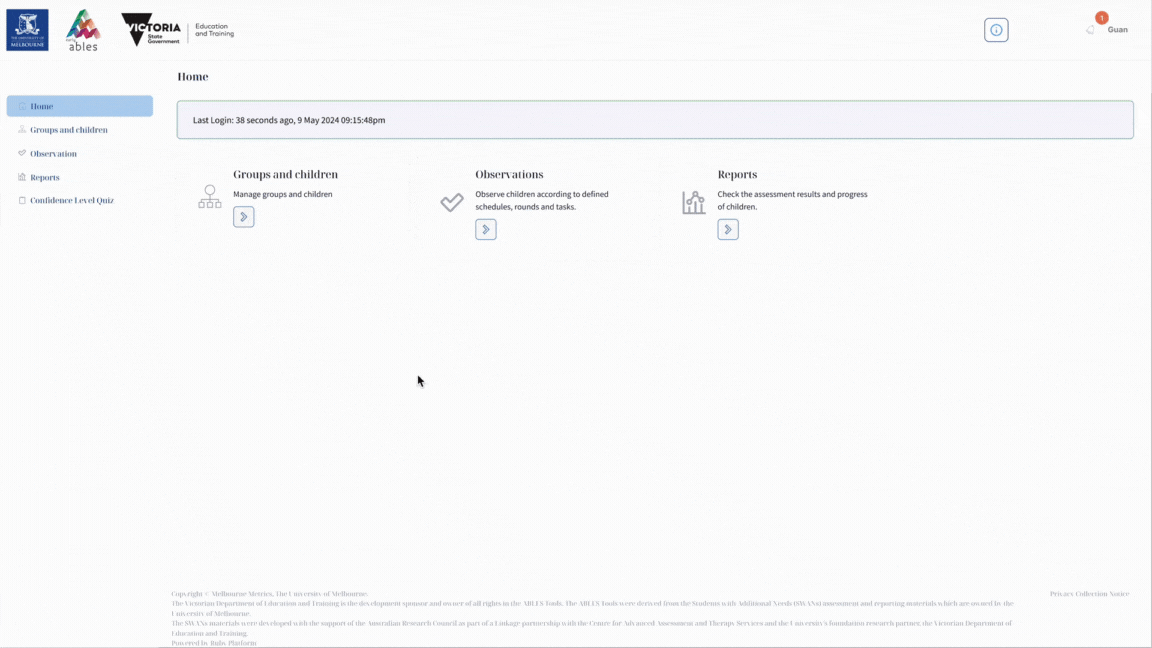 THE UNIVERSITY OF
MELBOURNE
ables
VICTORIA
State
Government
Education
and Training
1
Guan
Home
Home
Groups and children
Observation
Reports
Confidence Level Quiz
Last Login: 38 seconds ago, 9 May 2024 09:15:48pm
Groups and children
Manage groups and children
Observations
Observe children according to defined
schedules, rounds and tasks.
Reports
Check the assessment results and progress
of children.
Copyright © Melbourne Metrics, The University of Melbourne.
Privacy Collection Notice
The Victorian Department of Education and Training is the development sponsor and owner of all rights in the ABLES Tools. The ABLES Tools were derived from the Students with Additional Needs (SWANs) assessment and reporting materials which are owned by the
University of Melbourne.
The SWANs materials were developed with the support of the Australian Research Council as part of a Linkage partnership with the Centre for Advanced Assessment and Therapy Services and the University's foundation research partner, the Victorian Department of
Education and Training.
Powered by Ruby Platform